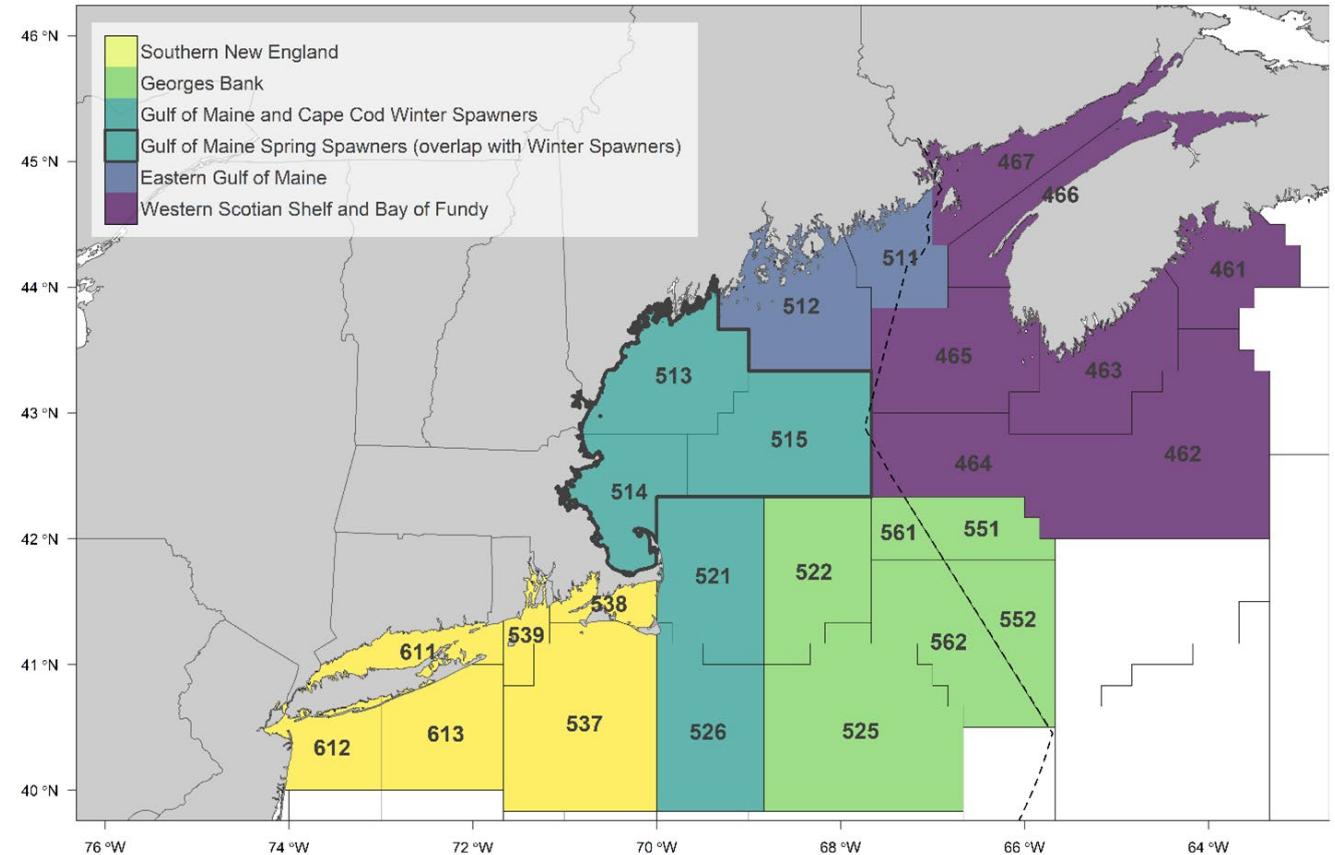 46 °N
Southern New England
Georges Bank
Gulf of Maine and Cape Cod Winter Spawners
Gulf of Maine Spring Spawners (overlap with Winter Spawners)
Eastern Gulf of Maine
Western Scotian Shelf and Bay of Fundy
45 °N
467
466
44 °N
511
461
512
465
463
513
43 °N
515
464
462
514
42 °N
561
551
521
522
538
539
552
562
611
41 °N
537
526
525
613
612
40 °N
76 °W
74 °W
72 °W
70 °W
68 °W
66 °W
64 °W